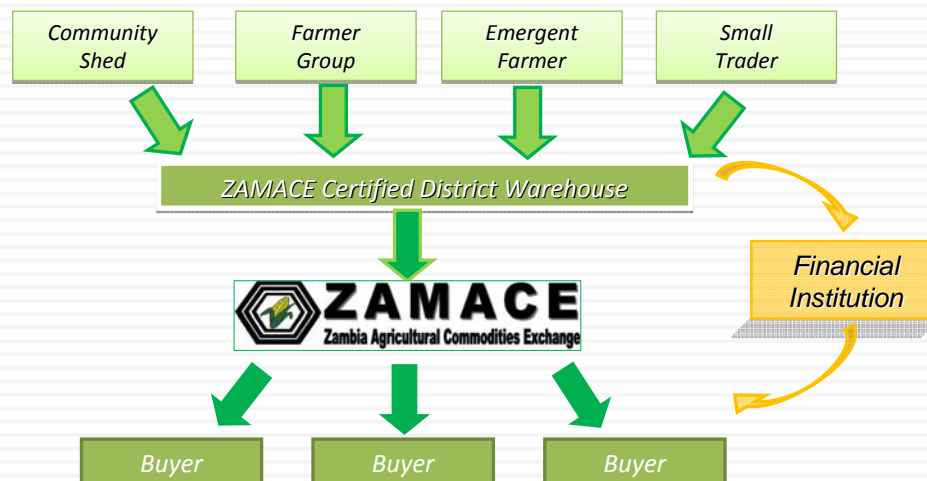 Community
Shed
Farmer
Group
Emergent
Farmer
Small
Trader
ZAMACE Certified District Warehouse
Financial
Institution
ZAMACE
Zambia Agricultural Commodities Exchange
Buyer
Buyer
Buyer